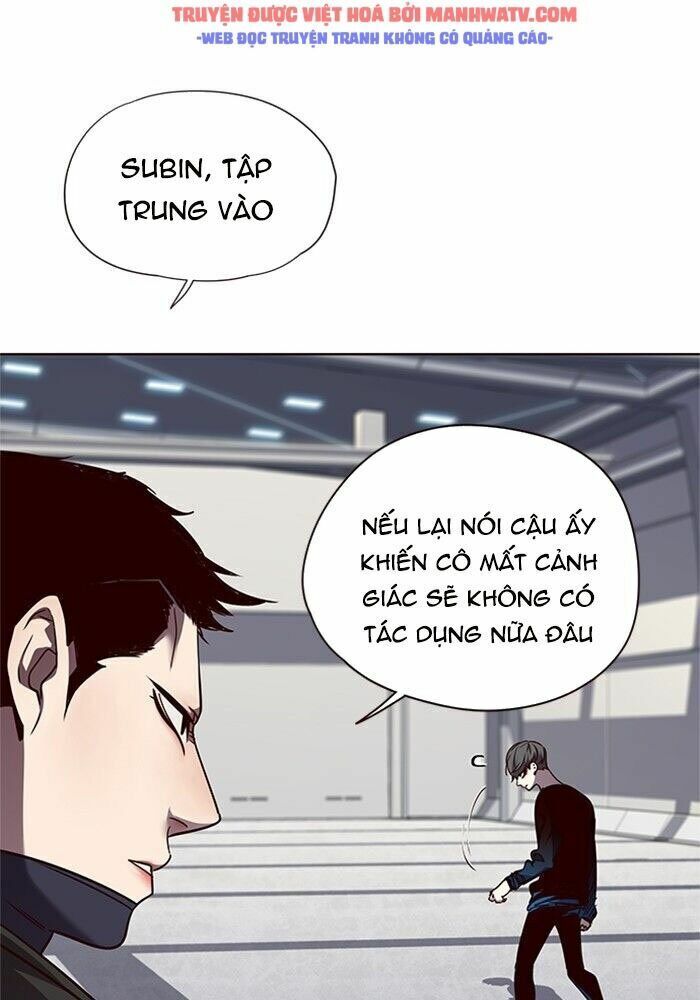 TRUYỆN ĐƯỢC VIỆT HOÁ BỞI MANHWATV.COM
-WEB ĐỌC TRUYỆN TRANH KHÔNG CÓ QUẢNG CÁO-
SUBIN, TẬP
TRUNG VÀO
NẾU LẠI NÓI CẬU ẤY
KHIẾN CÔ MẤT CẢNH
GIÁC SẼ KHÔNG CÓ
TÁC DỤNG NỮA ĐÂU